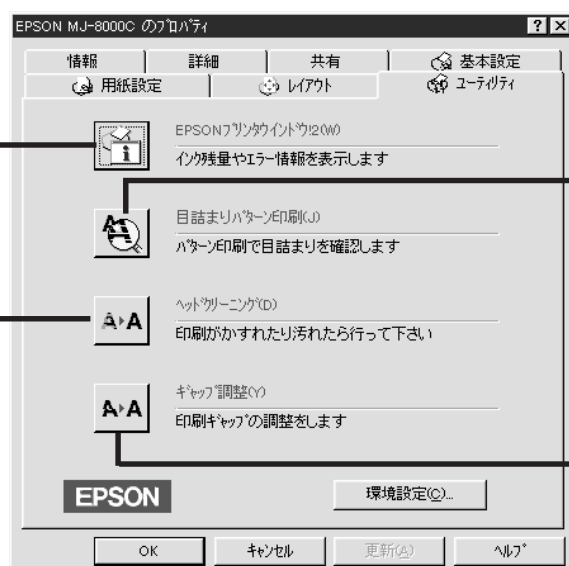 EPSON MJ-8000C のプロパティ
? ×
情報 詳細 共有 基本設定
用紙設定 レイアウト ユーティリティ
EPSONプリンタウインドウ!2(W)
インク残量やエラー情報を表示します
目詰まりパターン印刷(J)
パターン印刷で目詰まりを確認します
ヘッドクリーニング(D)
印刷がかすれたり汚れたら行って下さい
ギャップ調整(Y)
印刷ギャップの調整をします
EPSON
環境設定(C)...
OK キャンセル 更新(A) ヘルプ